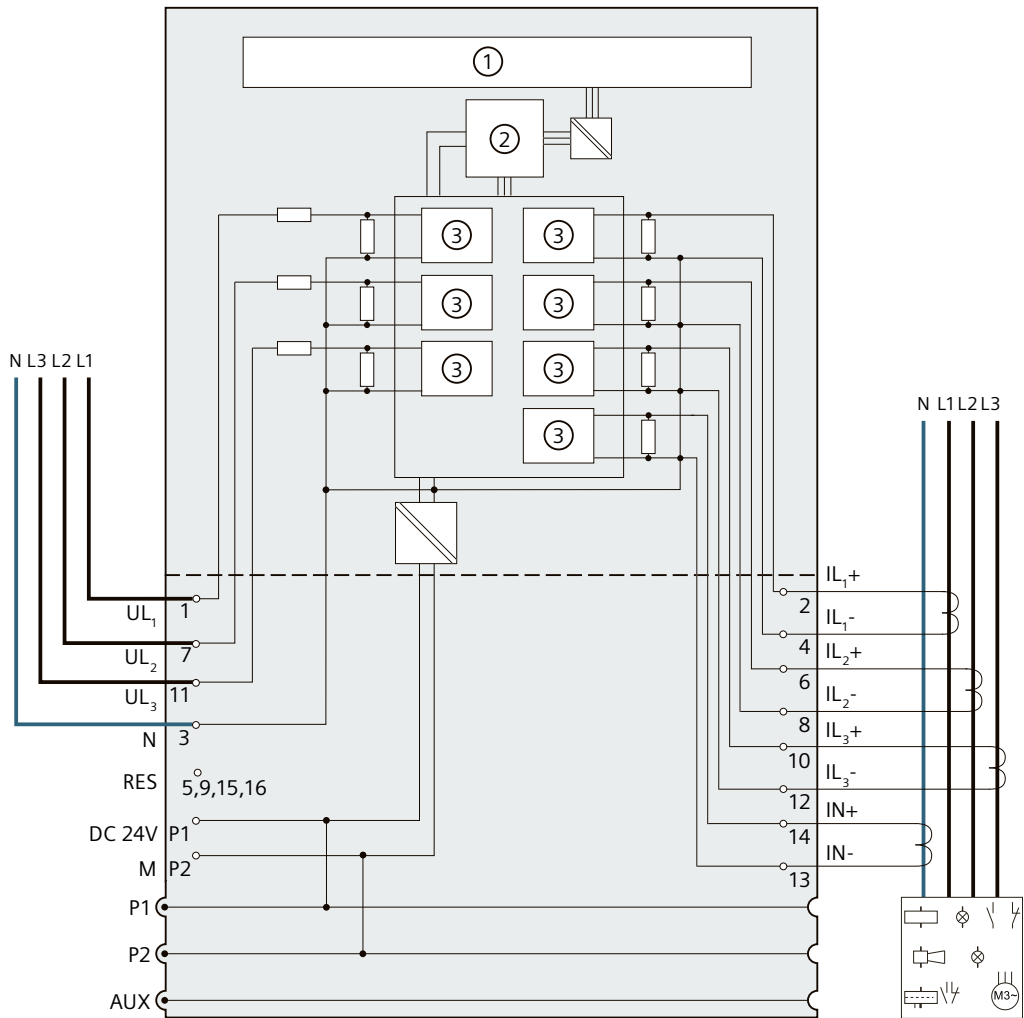 ①
②
③ ③
③ ③
③ ③
③
N L3 L2 L1
N L1 L2 L3
UL₁ 1
UL₂ 7
UL₃ 11
N 3
RES 5,9,15,16
DC 24V P1
M P2
P1
P2
AUX
IL₁+
2
IL₁-
4
IL₂+
6
IL₂-
8
IL₃+
10
IL₃-
12
IN+
14
IN-
13
M3~